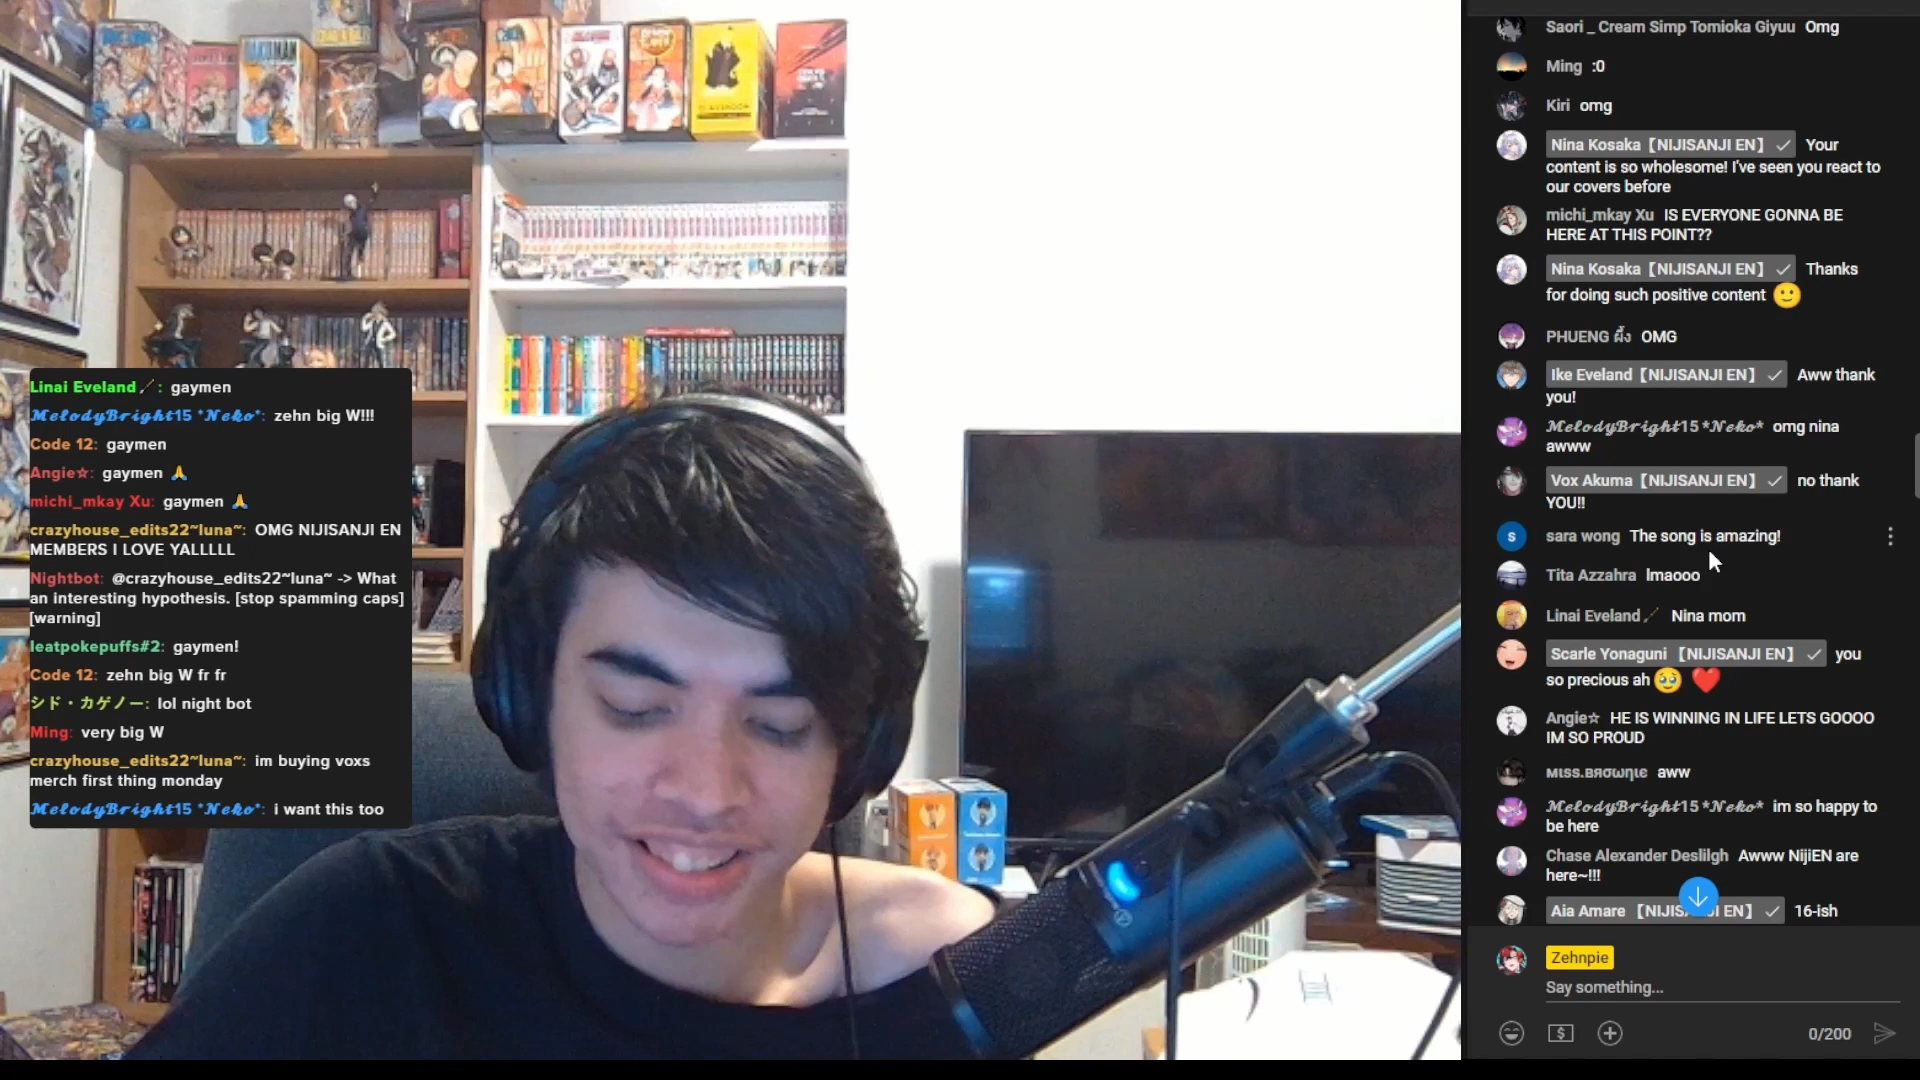 Linai Eveland: gaymen
MelodyBright15 *Neko*: zehn big W!!!
Code 12: gaymen
Angie☆: gaymen 🙏
michi_mkay Xu: gaymen 🙏
crazyhouse_edits22~luna~: OMG NIJISANJI EN
MEMBERS I LOVE YALLLLL
Nightbot: @crazyhouse_edits22~luna~ -> What
an interesting hypothesis. [stop spamming caps]
[warning]
leatpokepuffs#2: gaymen!
Code 12: zehn big W fr fr
シド・カゲノー: lol night bot
Ming: very big W
crazyhouse_edits22~luna~: im buying voxs
merch first thing monday
MelodyBright15 *Neko*: i want this too
Saori _ Cream Simp Tomioka Giyuu Omg
Ming :0
Kiri omg
Nina Kosaka【NIJISANJI EN】 Your
content is so wholesome! I've seen you react to
our covers before
michi_mkay Xu IS EVERYONE GONNA BE
HERE AT THIS POINT??
Nina Kosaka【NIJISANJI EN】 Thanks
for doing such positive content 🙂
PHUENG ผึ้ง OMG
Ike Eveland【NIJISANJI EN】 Aww thank
you!
MelodyBright15 *Neko* omg nina
awww
Vox Akuma【NIJISANJI EN】 no thank
YOU!!
S sara wong The song is amazing!
Tita Azzahra lmaooo
Linai Eveland Nina mom
Scarle Yonaguni 【NIJISANJI EN】 you
so precious ah 🥹 ❤️
Angie☆ HE IS WINNING IN LIFE LETS GOOOO
IM SO PROUD
мιѕѕ.вяσωηιє aww
MelodyBright15 *Neko* im so happy to
be here
Chase Alexander Deslilgh Awww NijiEN are
here~!!!
Aia Amare 16-ish
Zehnpie
Say something...
0/200